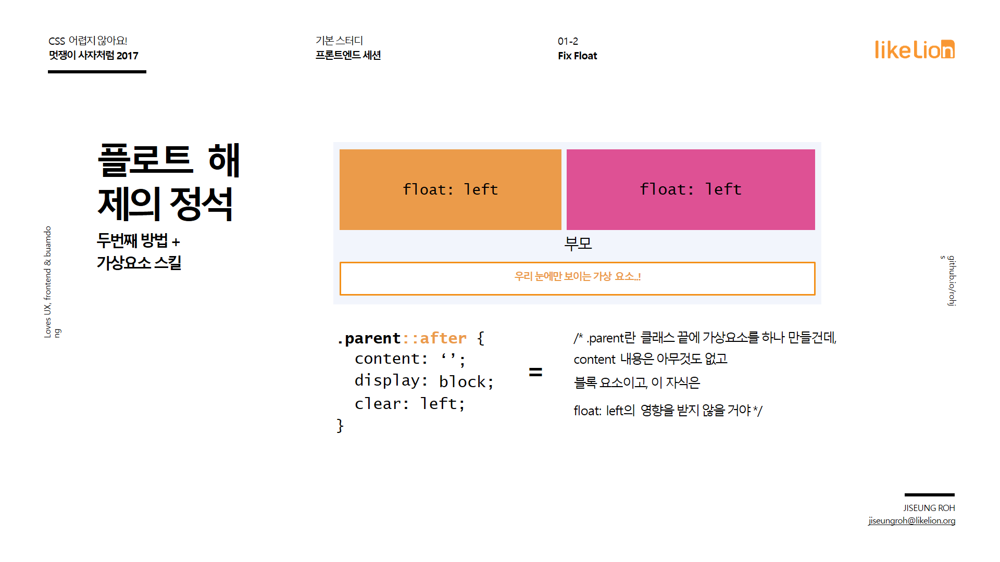 CSS 어렵지 않아요!
멋쟁이 사자처럼 2017
기본 스터디
프론트엔드 세션
01-2
Fix Float
likelion
플로트 해
제의 정석
두번째 방법 +
가상요소 스킬
Loves UX, frontend & buamdo
ng
float: left
float: left
부모
우리 눈에만 보이는 가상 요소..!
github.io/rohj
s
.parent::after {
content: ‘’;
display: block;
clear: left;
}
=
/* .parent란 클래스 끝에 가상요소를 하나 만들건데,
content 내용은 아무것도 없고
블록 요소이고, 이 자식은
float: left의 영향을 받지 않을 거야 */
JISEUNG ROH
jiseungroh@likelion.org